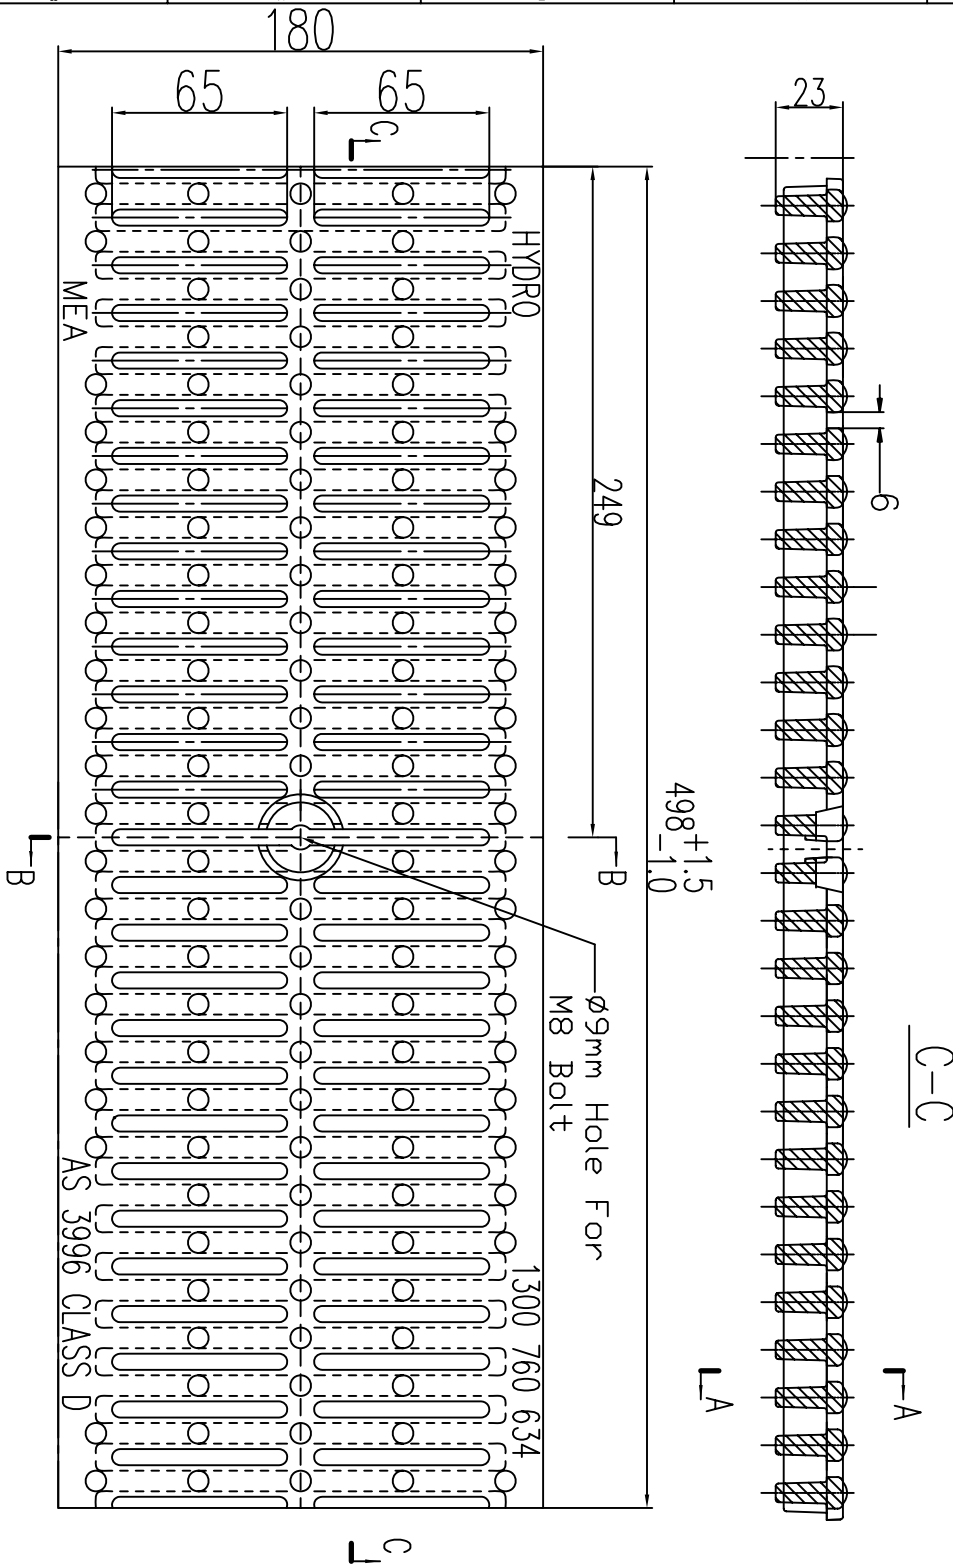 180
65
65
23
C
HYDRO
MEA
6
249
498 +1.5
-1.0
B
B
Ø9mm Hole For
M8 Bolt
C-C
AS 3996 CLASS D
1300 760 634
A
A
C